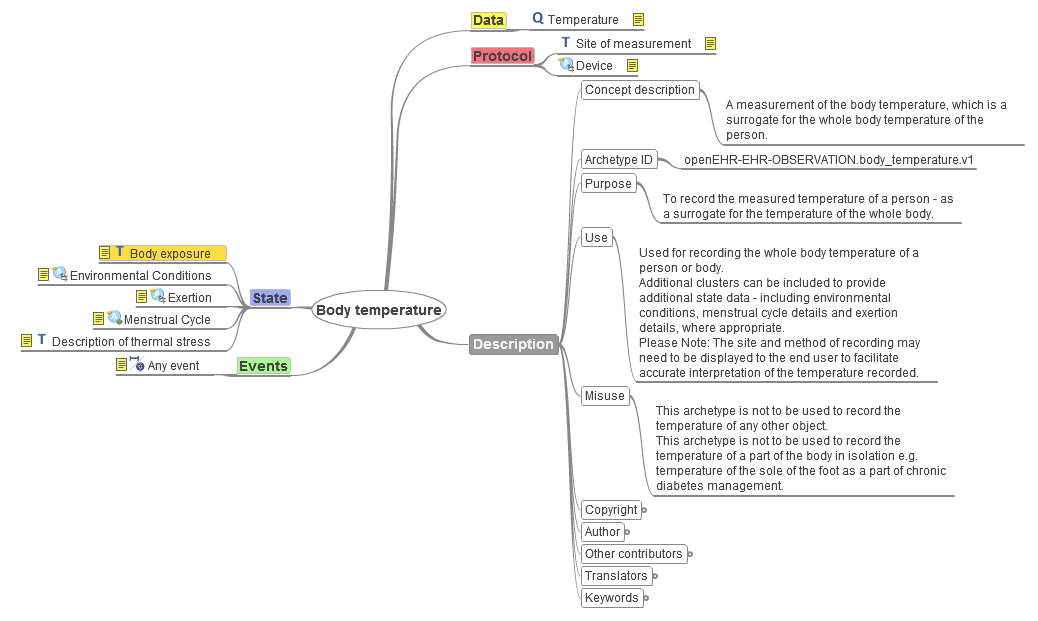 Data
Q Temperature
Protocol
T Site of measurement
Device
Concept description
A measurement of the body temperature, which is a
surrogate for the whole body temperature of the
person.
Archetype ID
openEHR-EHR-OBSERVATION.body_temperature.v1
Purpose
To record the measured temperature of a person - as
a surrogate for the temperature of the whole body.
Use
Used for recording the whole body temperature of a
person or body.
Additional clusters can be included to provide
additional state data - including environmental
conditions, menstrual cycle details and exertion
details, where appropriate.
Please Note: The site and method of recording may
need to be displayed to the end user to facilitate
accurate interpretation of the temperature recorded.
T Body exposure
Environmental Conditions
Exertion
State
Menstrual Cycle
T Description of thermal stress
Any event
Events
Body temperature
Description
Misuse
This archetype is not to be used to record the
temperature of any other object.
This archetype is not to be used to record the
temperature of a part of the body in isolation e.g.
temperature of the sole of the foot as a part of chronic
diabetes management.
Copyright
Author
Other contributors
Translators
Keywords